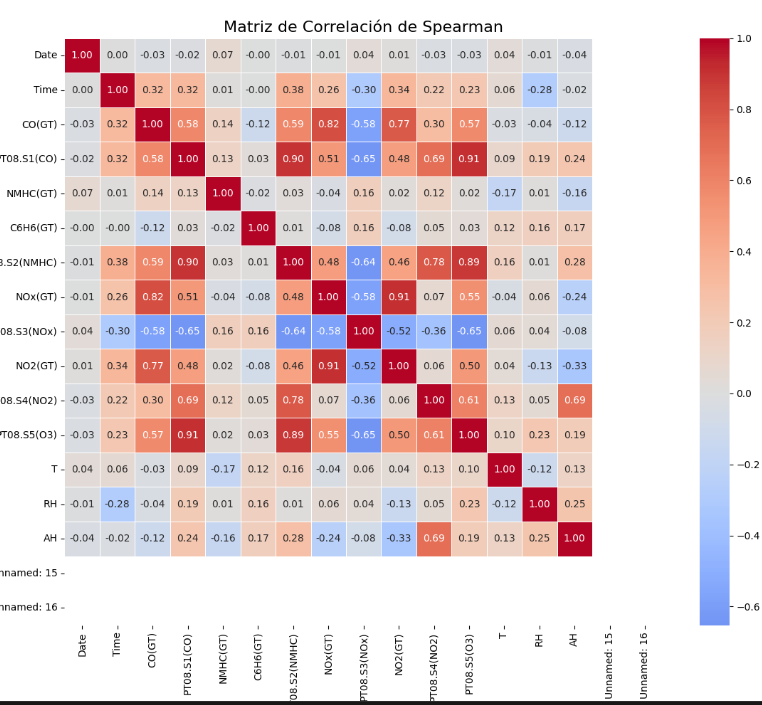 Matriz de Correlación de Spearman
Date 1.00 0.00 -0.03 -0.02 0.07 -0.00 -0.01 -0.01 0.04 0.01 -0.03 -0.03 0.04 -0.01 -0.04
Time 0.00 1.00 0.32 0.32 0.01 -0.00 0.38 0.26 -0.30 0.34 0.22 0.23 0.06 -0.28 -0.02
CO(GT) -0.03 0.32 1.00 0.58 0.14 -0.12 0.59 0.82 -0.58 0.77 0.30 0.57 -0.03 -0.04 -0.12
T08.S1(CO) -0.02 0.32 0.58 1.00 0.13 0.03 0.90 0.51 -0.65 0.48 0.69 0.91 0.09 0.19 0.24
NMHC(GT) 0.07 0.01 0.14 0.13 1.00 -0.02 0.03 -0.04 0.16 0.02 0.12 0.02 -0.17 0.01 -0.16
C6H6(GT) -0.00 -0.00 -0.12 0.03 -0.02 1.00 0.01 -0.08 0.16 -0.08 0.05 0.03 0.12 0.16 0.17
8.S2(NMHC) -0.01 0.38 0.59 0.90 0.03 0.01 1.00 0.48 -0.64 0.46 0.78 0.89 0.16 0.01 0.28
NOx(GT) -0.01 0.26 0.82 0.51 -0.04 -0.08 0.48 1.00 -0.58 0.91 0.07 0.55 -0.04 0.06 -0.24
08.S3(NOx) 0.04 -0.30 -0.58 -0.65 0.16 0.16 -0.64 -0.58 1.00 -0.52 -0.36 -0.65 0.06 0.04 -0.08
NO2(GT) 0.01 0.34 0.77 0.48 0.02 -0.08 0.46 0.91 -0.52 1.00 0.06 0.50 0.04 -0.13 -0.33
08.S4(NO2) -0.03 0.22 0.30 0.69 0.12 0.05 0.78 0.07 -0.36 0.06 1.00 0.61 0.13 0.05 0.69
T08.S5(O3) -0.03 0.23 0.57 0.91 0.02 0.03 0.89 0.55 -0.65 0.50 0.61 1.00 0.10 0.23 0.19
T 0.04 0.06 -0.03 0.09 -0.17 0.12 0.16 -0.04 0.06 0.04 0.13 0.10 1.00 -0.12 0.13
RH -0.01 -0.28 -0.04 0.19 0.01 0.16 0.01 0.06 0.04 -0.13 0.05 0.23 -0.12 1.00 0.25
AH -0.04 -0.02 -0.12 0.24 -0.16 0.17 0.28 -0.24 -0.08 -0.33 0.69 0.19 0.13 0.25 1.00
nnamed: 15
nnamed: 16
Date
Time
CO(GT)
PT08.S1(CO)
NMHC(GT)
C6H6(GT)
08.S2(NMHC)
NOx(GT)
PT08.S3(NOx)
NO2(GT)
PT08.S4(NO2)
PT08.S5(O3)
T
RH
AH
Unnamed: 15
Unnamed: 16
1.0
0.8
0.6
0.4
0.2
0.0
−0.2
−0.4
−0.6